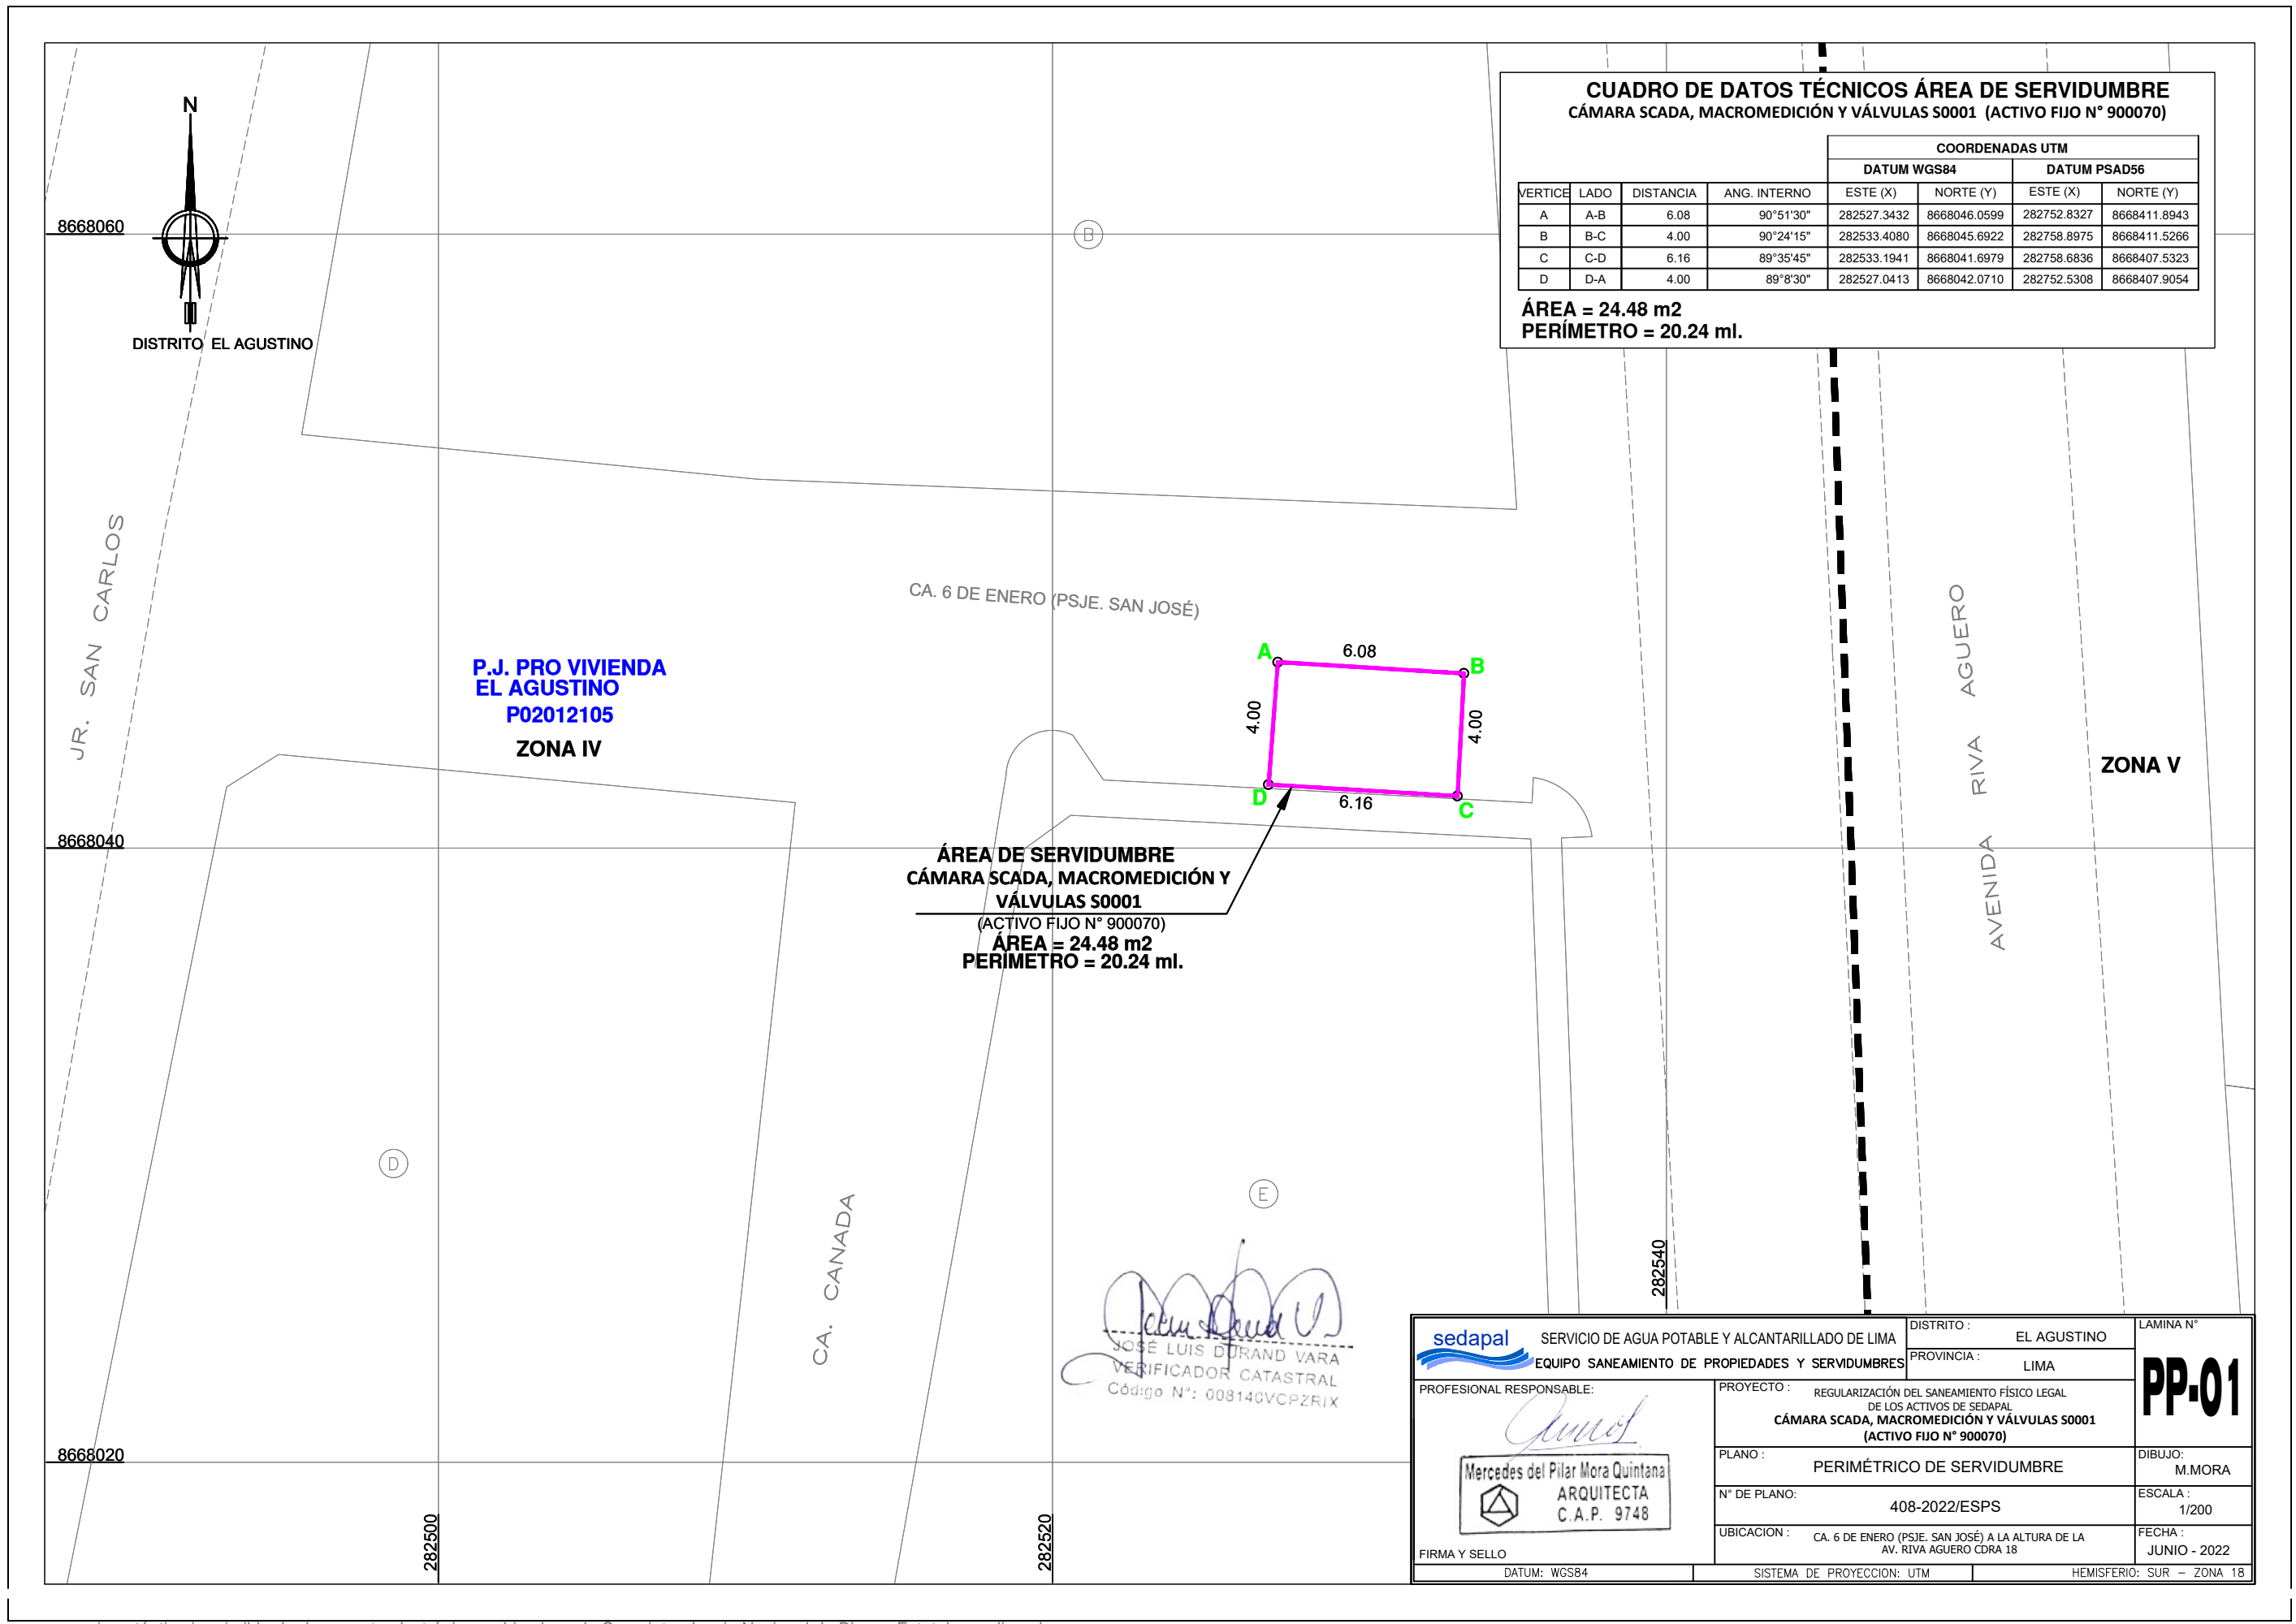 N
DISTRITO EL AGUSTINO
8668060
8668040
8668020
282500
282520
282540
B
D
E
JR. SAN CARLOS
CA. 6 DE ENERO (PSJE. SAN JOSÉ)
CA. CANADA
AVENIDA RIVA AGUERO
P.J. PRO VIVIENDA
EL AGUSTINO
P02012105
ZONA IV
ZONA V
A
B
C
D
6.08
4.00
6.16
4.00
ÁREA DE SERVIDUMBRE
CÁMARA SCADA, MACROMEDICIÓN Y
VÁLVULAS S0001
(ACTIVO FIJO N° 900070)
ÁREA = 24.48 m2
PERÍMETRO = 20.24 ml.
CUADRO DE DATOS TÉCNICOS ÁREA DE SERVIDUMBRE
CÁMARA SCADA, MACROMEDICIÓN Y VÁLVULAS S0001 (ACTIVO FIJO N° 900070)
COORDENADAS UTM
DATUM WGS84 DATUM PSAD56
VERTICE LADO DISTANCIA ANG. INTERNO ESTE (X) NORTE (Y) ESTE (X) NORTE (Y)
A A-B 6.08 90°51'30" 282527.3432 8668046.0599 282752.8327 8668411.8943
B B-C 4.00 90°24'15" 282533.4080 8668045.6922 282758.8975 8668411.5266
C C-D 6.16 89°35'45" 282533.1941 8668041.6979 282758.6836 8668407.5323
D D-A 4.00 89°8'30" 282527.0413 8668042.0710 282752.5308 8668407.9054
ÁREA = 24.48 m2
PERÍMETRO = 20.24 ml.
JOSÉ LUIS DURAND VARA
VERIFICADOR CATASTRAL
Código N°: 008140VCPZRIX
sedapal
SERVICIO DE AGUA POTABLE Y ALCANTARILLADO DE LIMA
EQUIPO SANEAMIENTO DE PROPIEDADES Y SERVIDUMBRES
DISTRITO : EL AGUSTINO
PROVINCIA : LIMA
LAMINA N°
PP-01
PROFESIONAL RESPONSABLE:
Mercedes del Pilar Mora Quintana
ARQUITECTA
C.A.P. 9748
FIRMA Y SELLO
PROYECTO : REGULARIZACIÓN DEL SANEAMIENTO FÍSICO LEGAL
DE LOS ACTIVOS DE SEDAPAL
CÁMARA SCADA, MACROMEDICIÓN Y VÁLVULAS S0001
(ACTIVO FIJO N° 900070)
PLANO : PERIMÉTRICO DE SERVIDUMBRE
N° DE PLANO: 408-2022/ESPS
UBICACION : CA. 6 DE ENERO (PSJE. SAN JOSÉ) A LA ALTURA DE LA
AV. RIVA AGUERO CDRA 18
DIBUJO: M.MORA
ESCALA : 1/200
FECHA : JUNIO - 2022
DATUM: WGS84 SISTEMA DE PROYECCION: UTM HEMISFERIO: SUR - ZONA 18